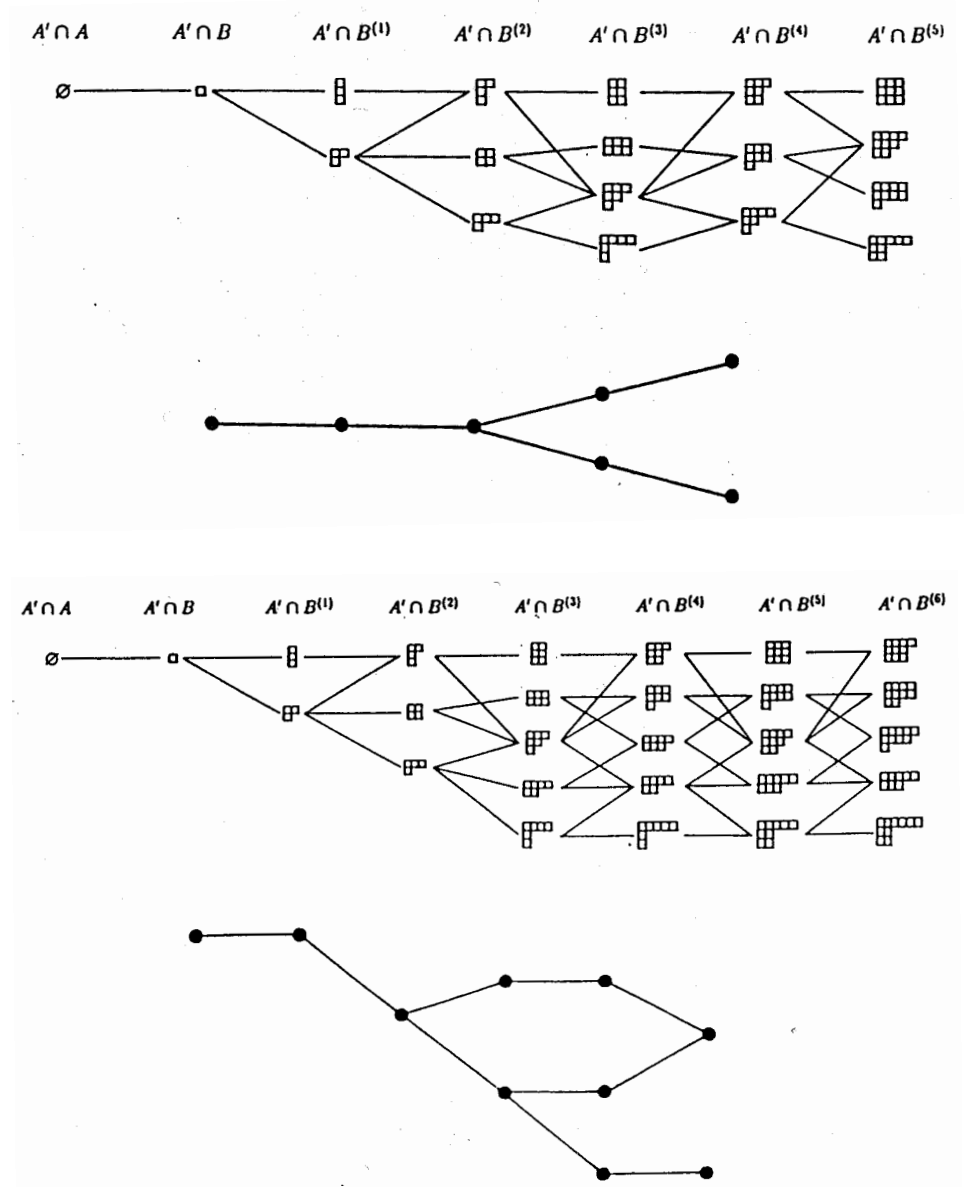 A′ ∩ A A′ ∩ B A′ ∩ B⁽¹⁾ A′ ∩ B⁽²⁾ A′ ∩ B⁽³⁾ A′ ∩ B⁽⁴⁾ A′ ∩ B⁽⁵⁾
∅
A′ ∩ A A′ ∩ B A′ ∩ B⁽¹⁾ A′ ∩ B⁽²⁾ A′ ∩ B⁽³⁾ A′ ∩ B⁽⁴⁾ A′ ∩ B⁽⁵⁾ A′ ∩ B⁽⁶⁾
∅